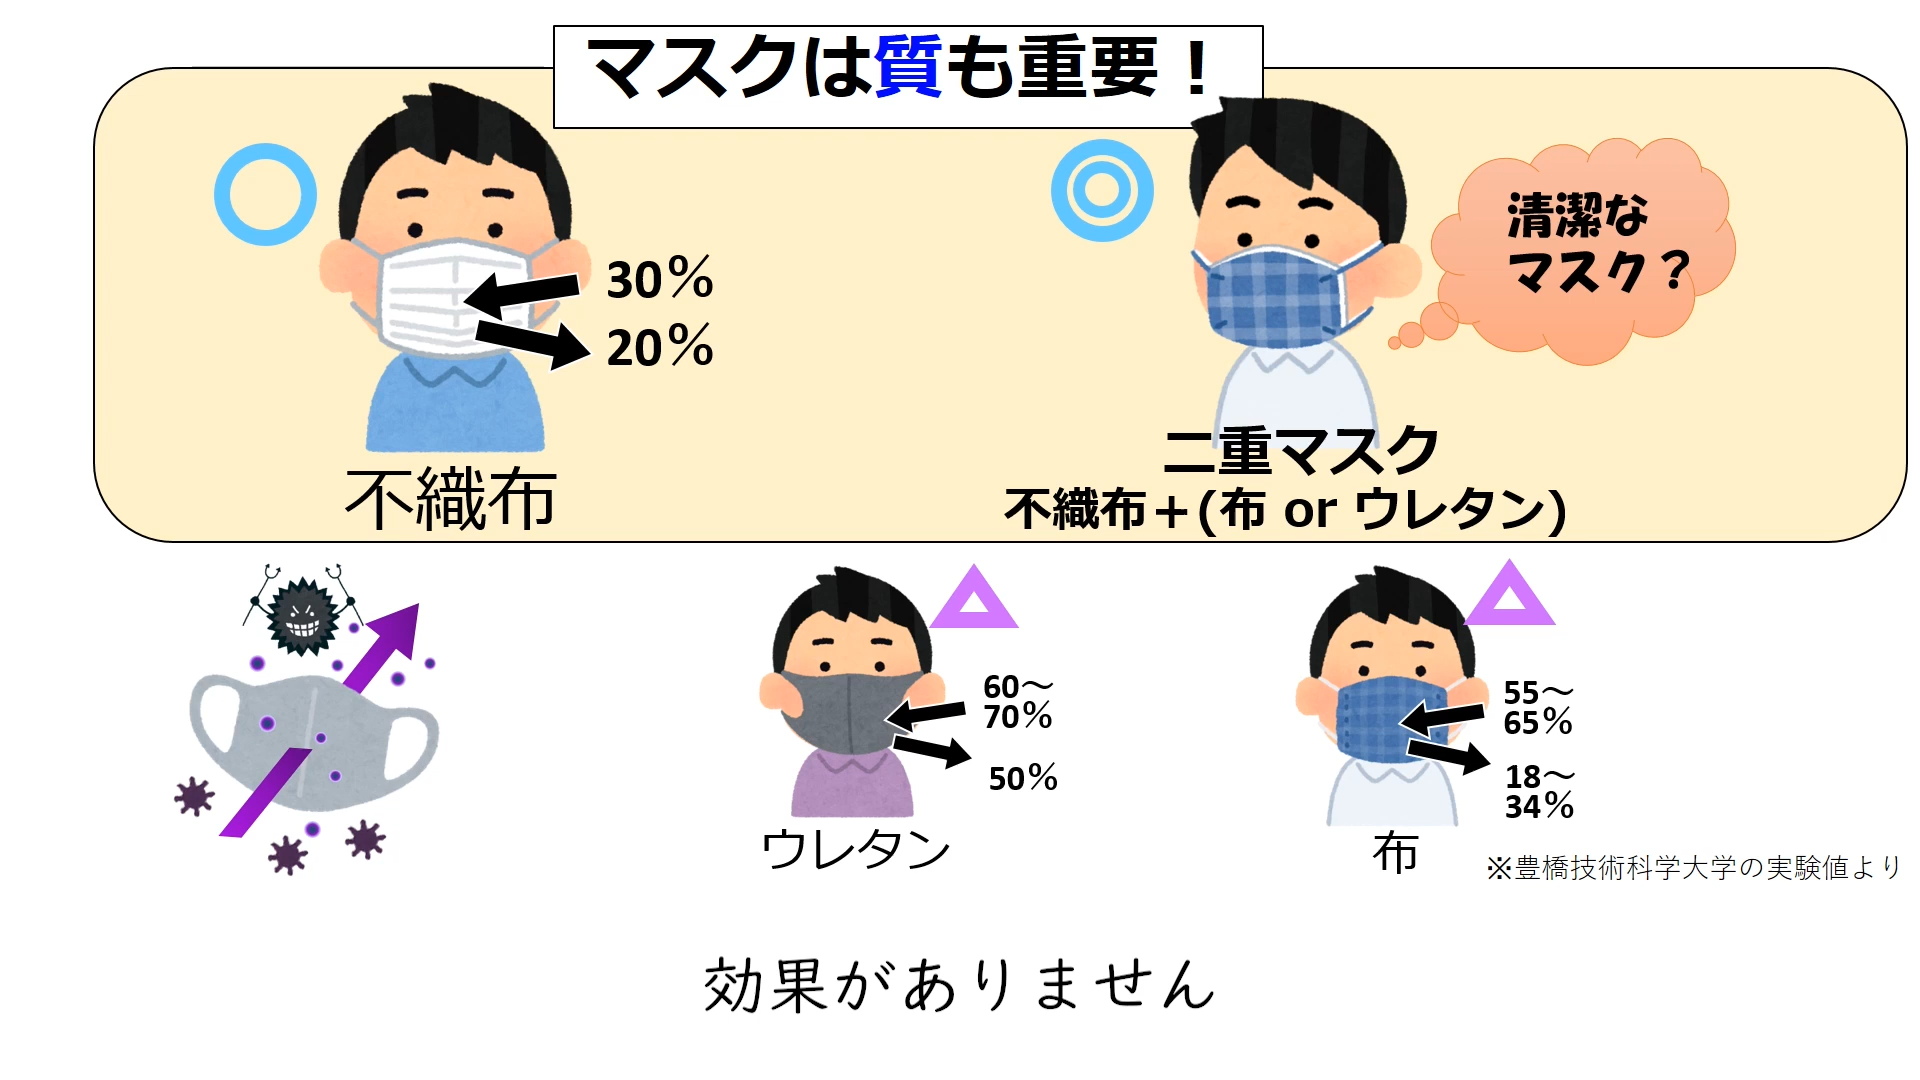 マスクは質も重要！
清潔な
マスク？
30％
20％
不織布
二重マスク
不織布＋(布 or ウレタン)
60～
70％
50％
ウレタン
55～
65％
18～
34％
布
※豊橋技術科学大学の実験値より
効果がありません